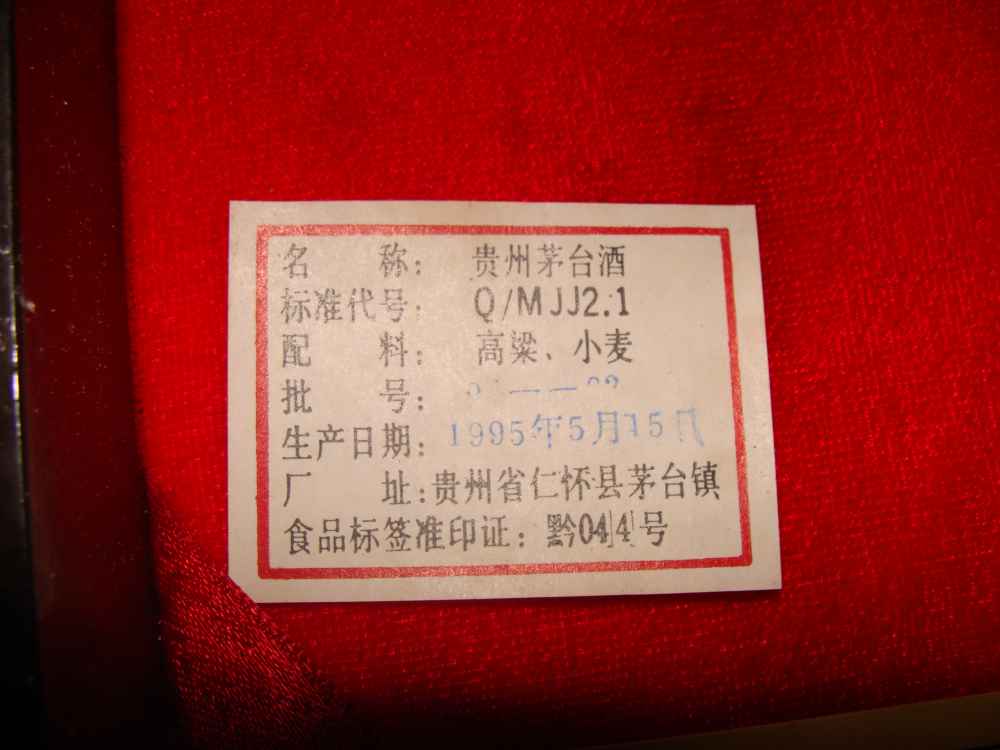 名　　称：　贵州茅台酒
标准代号：　Q/MJJ2.1
配　　料：　高粱、小麦
批　　号：
生产日期：　1995年5月15日
厂　　址：贵州省仁怀县茅台镇
食品标签准印证：黔044号